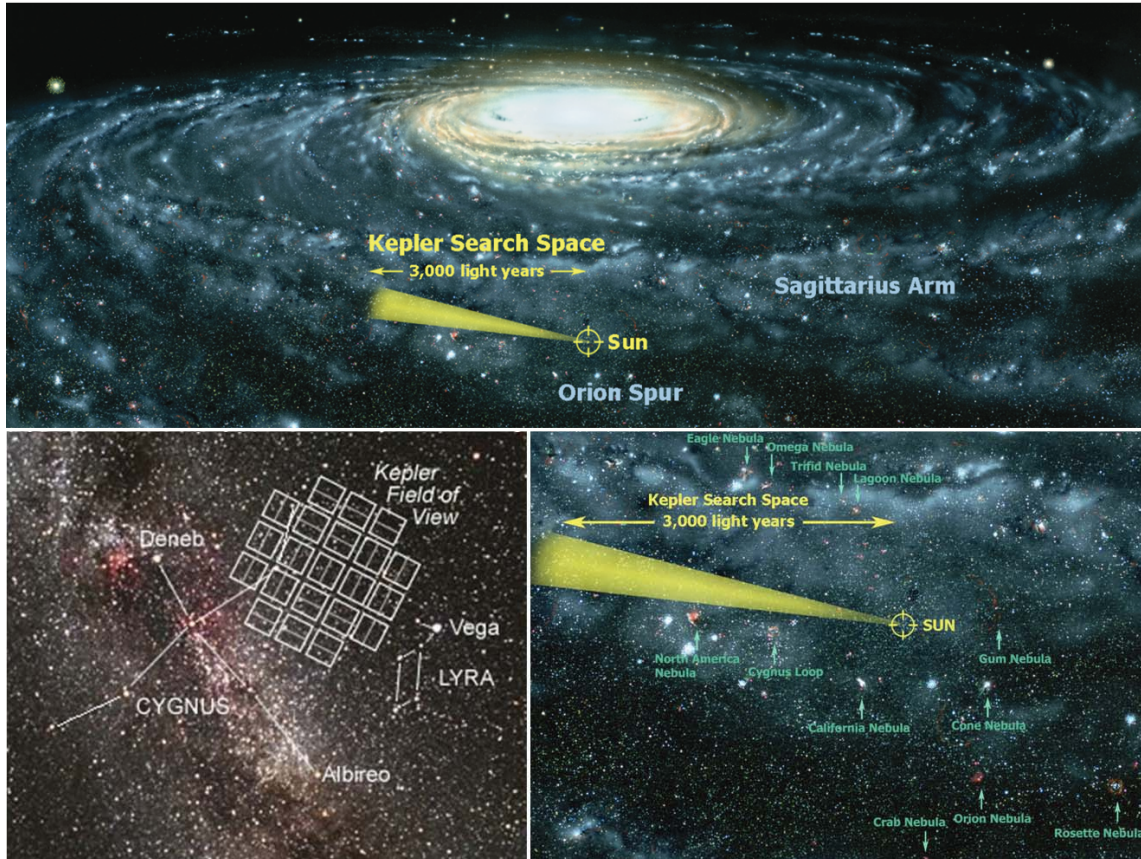 Kepler Search Space
3,000 light years
Sagittarius Arm
Sun
Orion Spur
Kepler
Field of
View
Deneb
Vega
LYRA
CYGNUS
Albireo
Eagle Nebula
Omega Nebula
Trifid Nebula
Lagoon Nebula
Kepler Search Space
3,000 light years
SUN
North America
Nebula
Cygnus Loop
Gum Nebula
California Nebula
Cone Nebula
Crab Nebula
Orion Nebula
Rosette Nebula